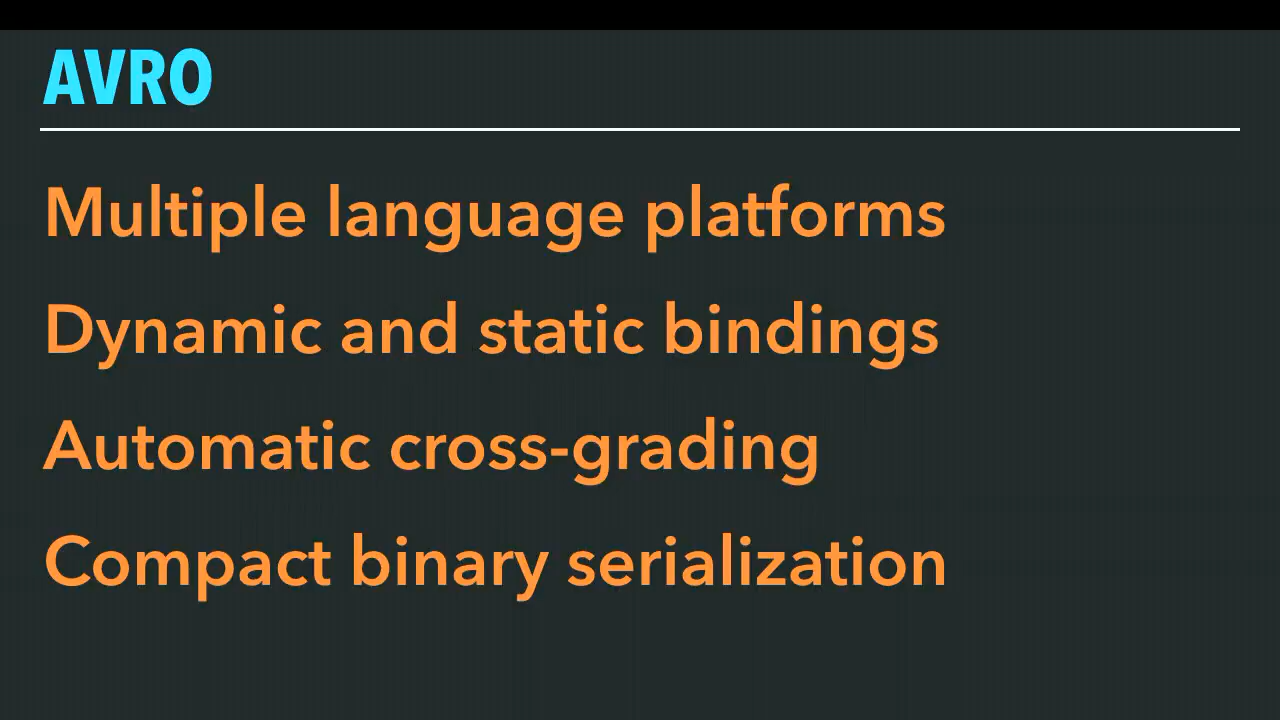 AVRO
Multiple language platforms
Dynamic and static bindings
Automatic cross-grading
Compact binary serialization